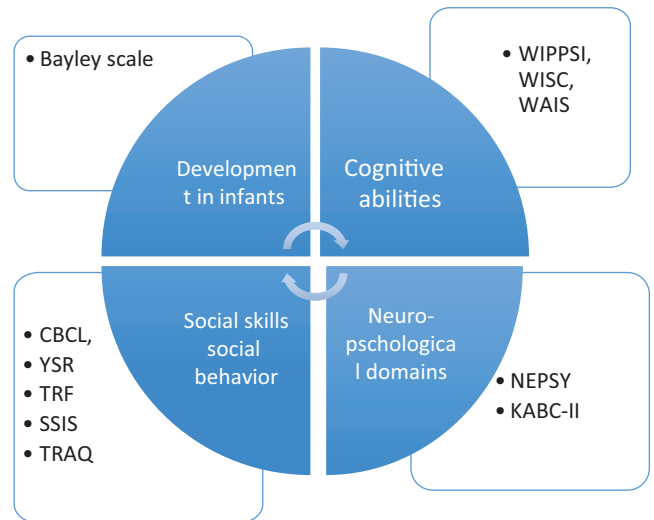 • Bayley scale
Developmen
t in infants
• WIPPSI,
WISC,
WAIS
Cognitive
abilities
• CBCL,
• YSR
• TRF
• SSIS
• TRAQ
Social skills
social
behavior
Neuro-
pschologica
l domains
• NEPSY
• KABC-II